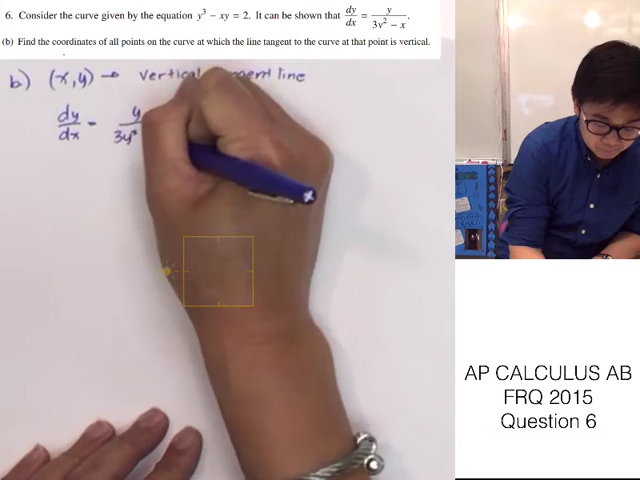 6. Consider the curve given by the equation y³ − xy = 2. It can be shown that dy/dx = y/(3y² − x).
(b) Find the coordinates of all points on the curve at which the line tangent to the curve at that point is vertical.
b) (x,y) → vertical line
dy/dx = y/3y²
AP CALCULUS AB
FRQ 2015
Question 6